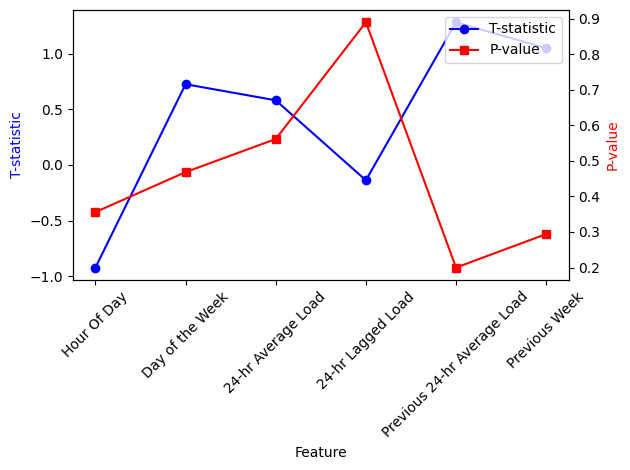 T-statistic
P-value
1.0
0.5
0.0
−0.5
−1.0
T-statistic
0.9
0.8
0.7
0.6
0.5
0.4
0.3
0.2
P-value
Hour Of Day
Day of the Week
24-hr Average Load
24-hr Lagged Load
Previous 24-hr Average Load
Previous Week
Feature